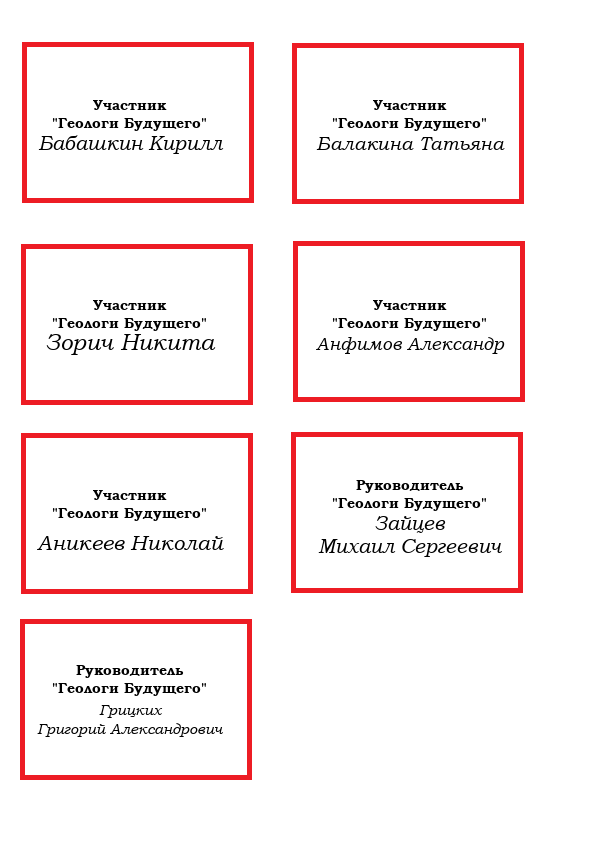 Участник
"Геологи Будущего"
Бабашкин Кирилл
Участник
"Геологи Будущего"
Балакина Татьяна
Участник
"Геологи Будущего"
Зорич Никита
Участник
"Геологи Будущего"
Анфимов Александр
Участник
"Геологи Будущего"
Аникеев Николай
Руководитель
"Геологи Будущего"
Зайцев
Михаил Сергеевич
Руководитель
"Геологи Будущего"
Грицких
Григорий Александрович